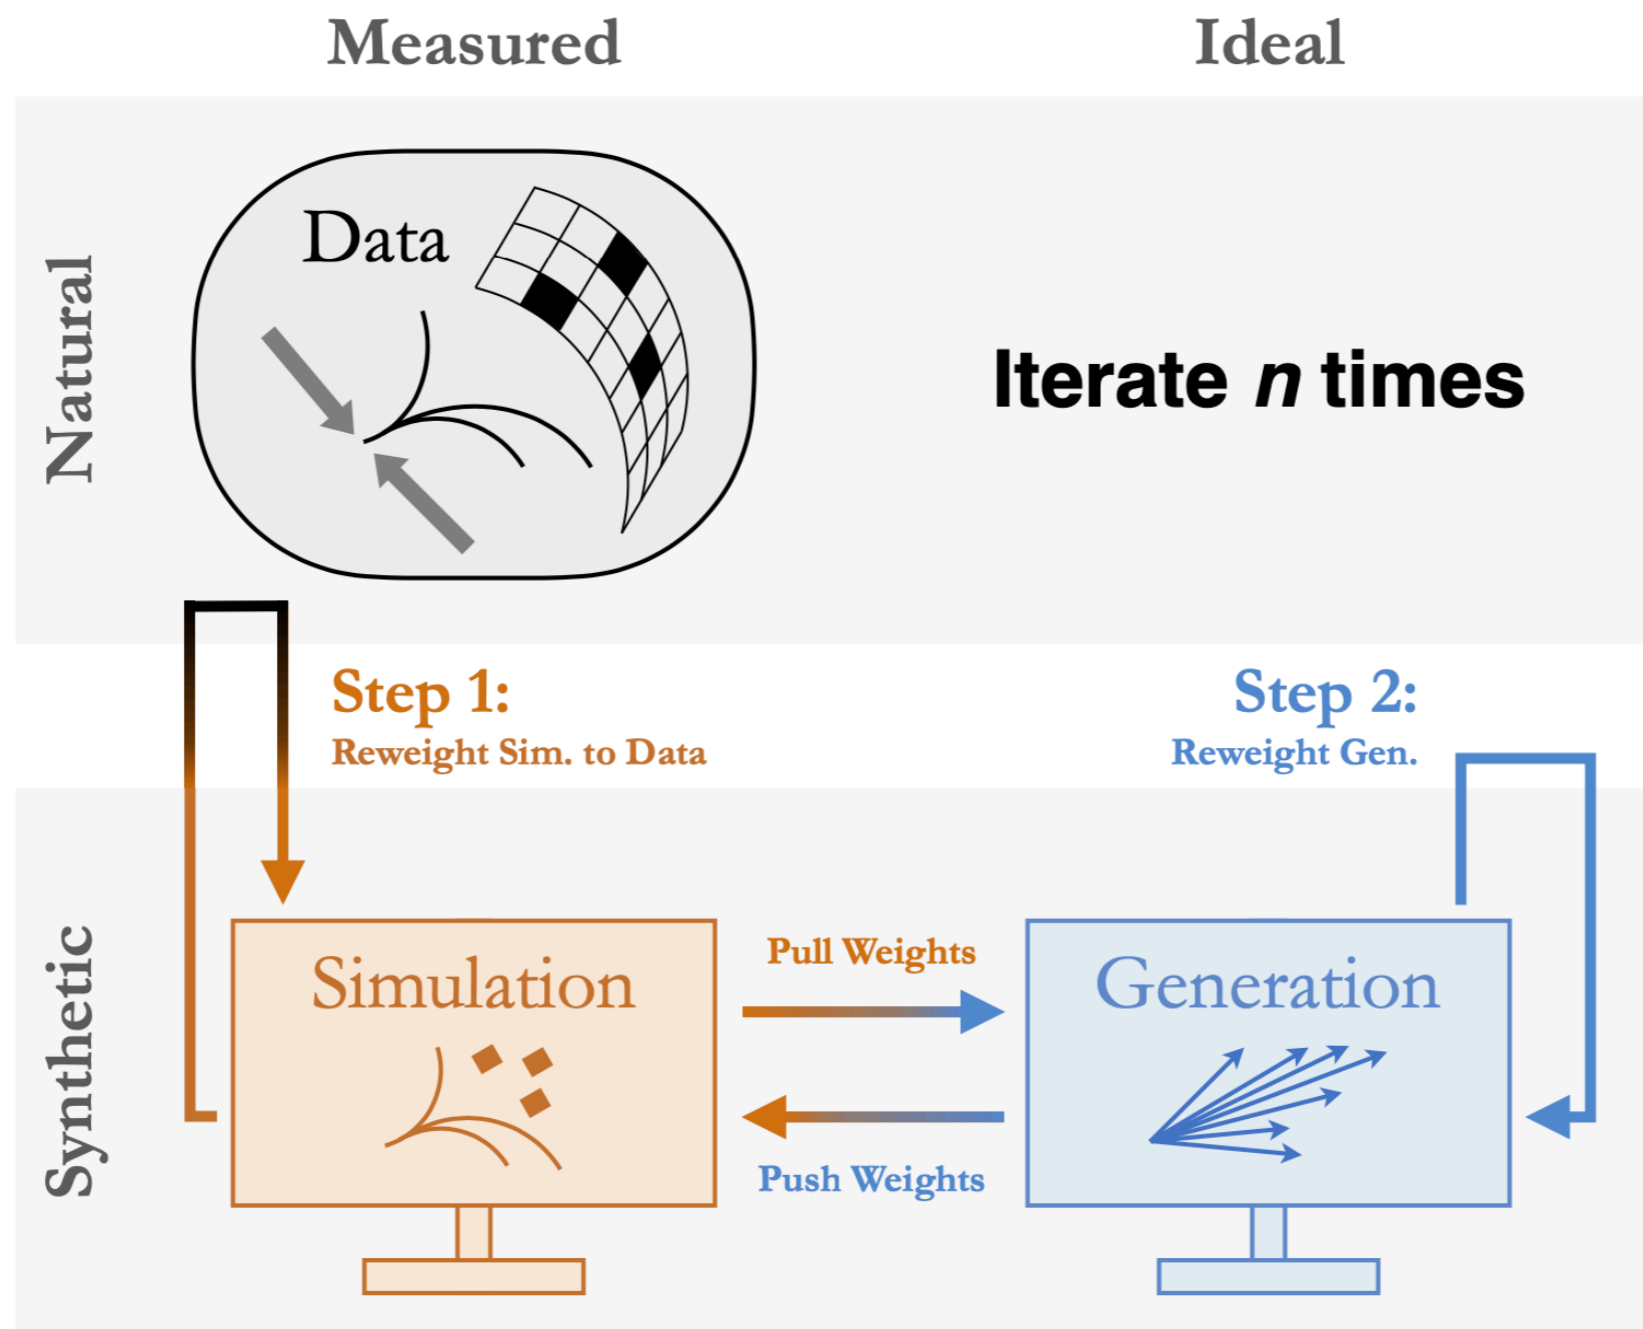 Measured
Ideal
Natural
Data
Iterate n times
Step 1:
Reweight Sim. to Data
Step 2:
Reweight Gen.
Synthetic
Simulation
Pull Weights
Push Weights
Generation